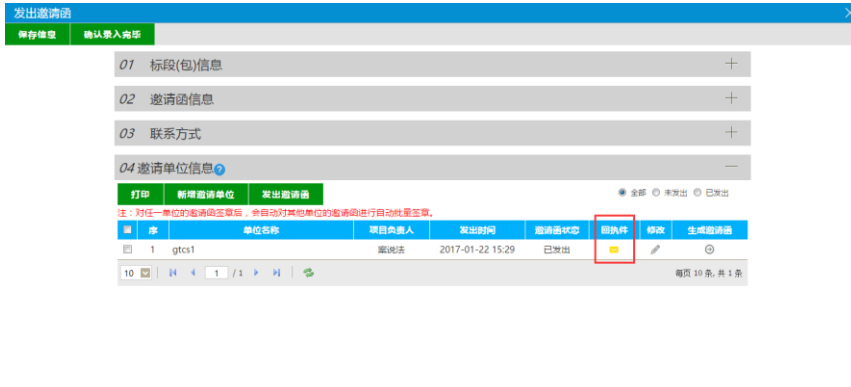 发出邀请函
保存信息 确认录入完毕
01 标段(包)信息
02 邀请函信息
03 联系方式
04 邀请单位信息
打印 新增邀请单位 发出邀请函 全部 未发出 已发出
注：对任一单位的邀请函签章后，会自动对其他单位的邀请函进行自动批量签章。
序 单位名称 项目负责人 发出时间 邀请函状态 回执件 修改 生成邀请函
1 gtcs1 案说法 2017-01-22 15:29 已发出
10 1 / 1 每页 10 条, 共 1 条